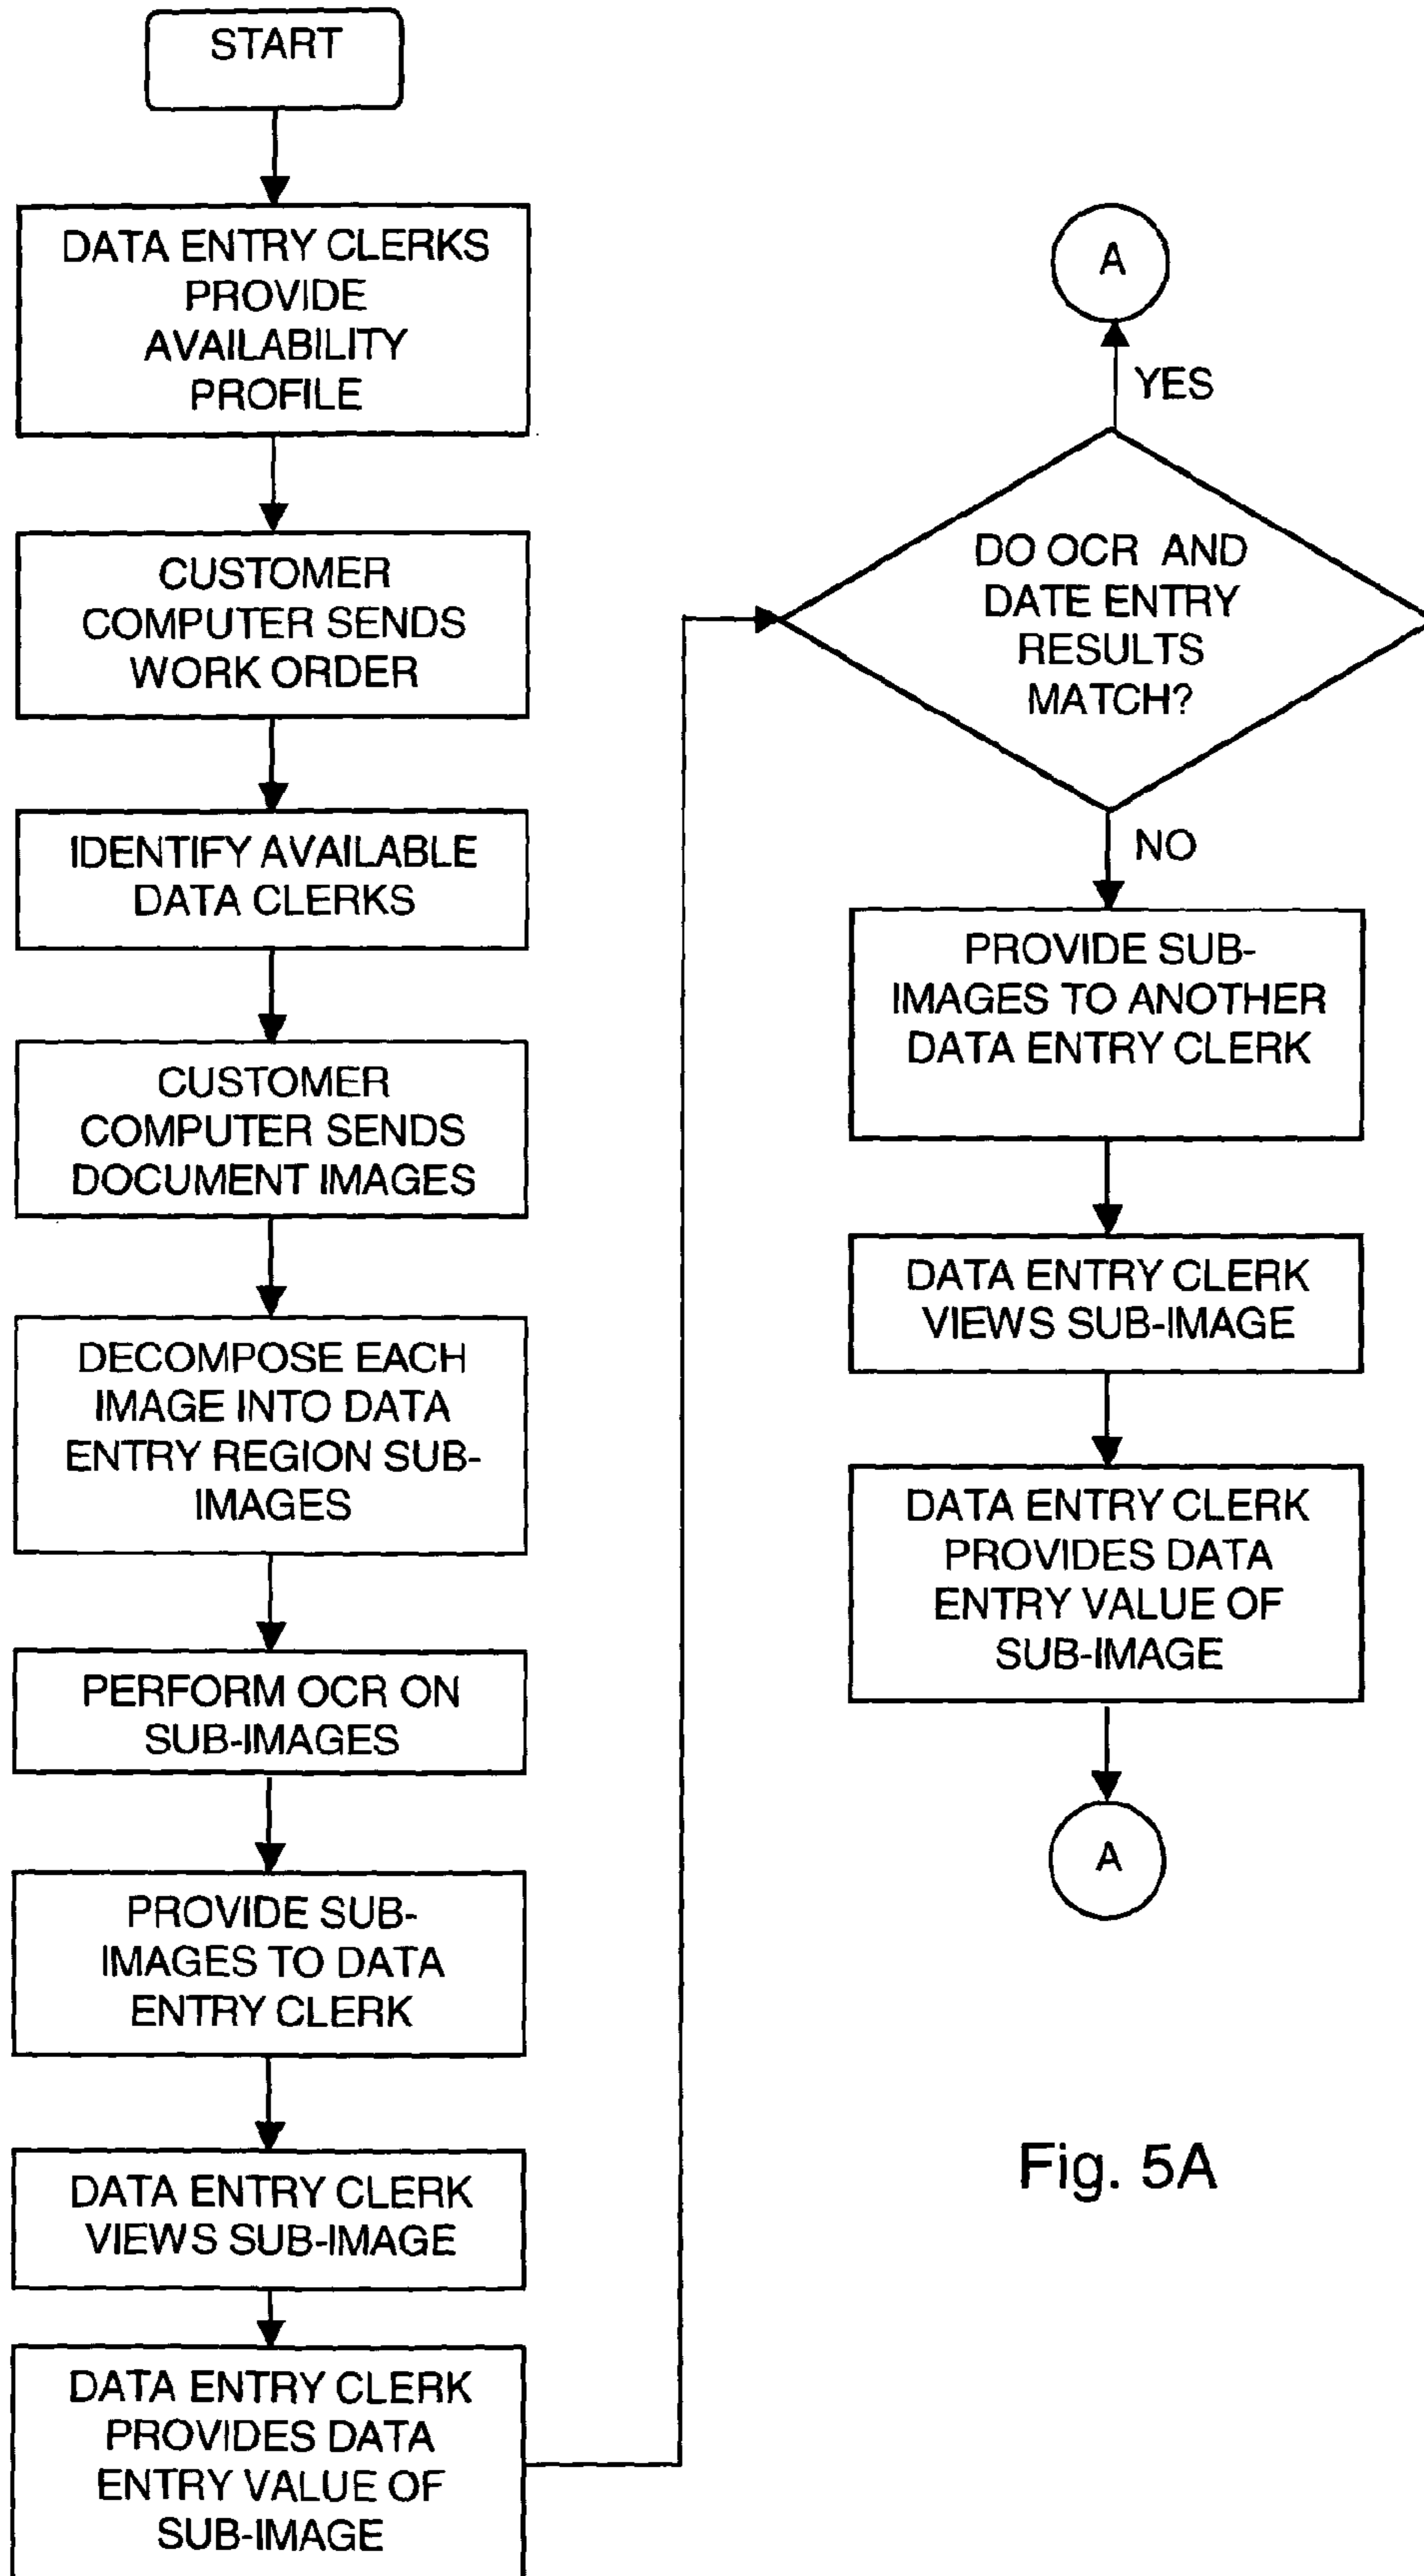 START
DATA ENTRY CLERKS
PROVIDE
AVAILABILITY
PROFILE
CUSTOMER
COMPUTER SENDS
WORK ORDER
IDENTIFY AVAILABLE
DATA CLERKS
CUSTOMER
COMPUTER SENDS
DOCUMENT IMAGES
DECOMPOSE EACH
IMAGE INTO DATA
ENTRY REGION SUB-
IMAGES
PERFORM OCR ON
SUB-IMAGES
PROVIDE SUB-
IMAGES TO DATA
ENTRY CLERK
DATA ENTRY CLERK
VIEWS SUB-IMAGE
DATA ENTRY CLERK
PROVIDES DATA
ENTRY VALUE OF
SUB-IMAGE
A
YES
DO OCR AND
DATE ENTRY
RESULTS
MATCH?
NO
PROVIDE SUB-
IMAGES TO ANOTHER
DATA ENTRY CLERK
DATA ENTRY CLERK
VIEWS SUB-IMAGE
DATA ENTRY CLERK
PROVIDES DATA
ENTRY VALUE OF
SUB-IMAGE
A
Fig. 5A